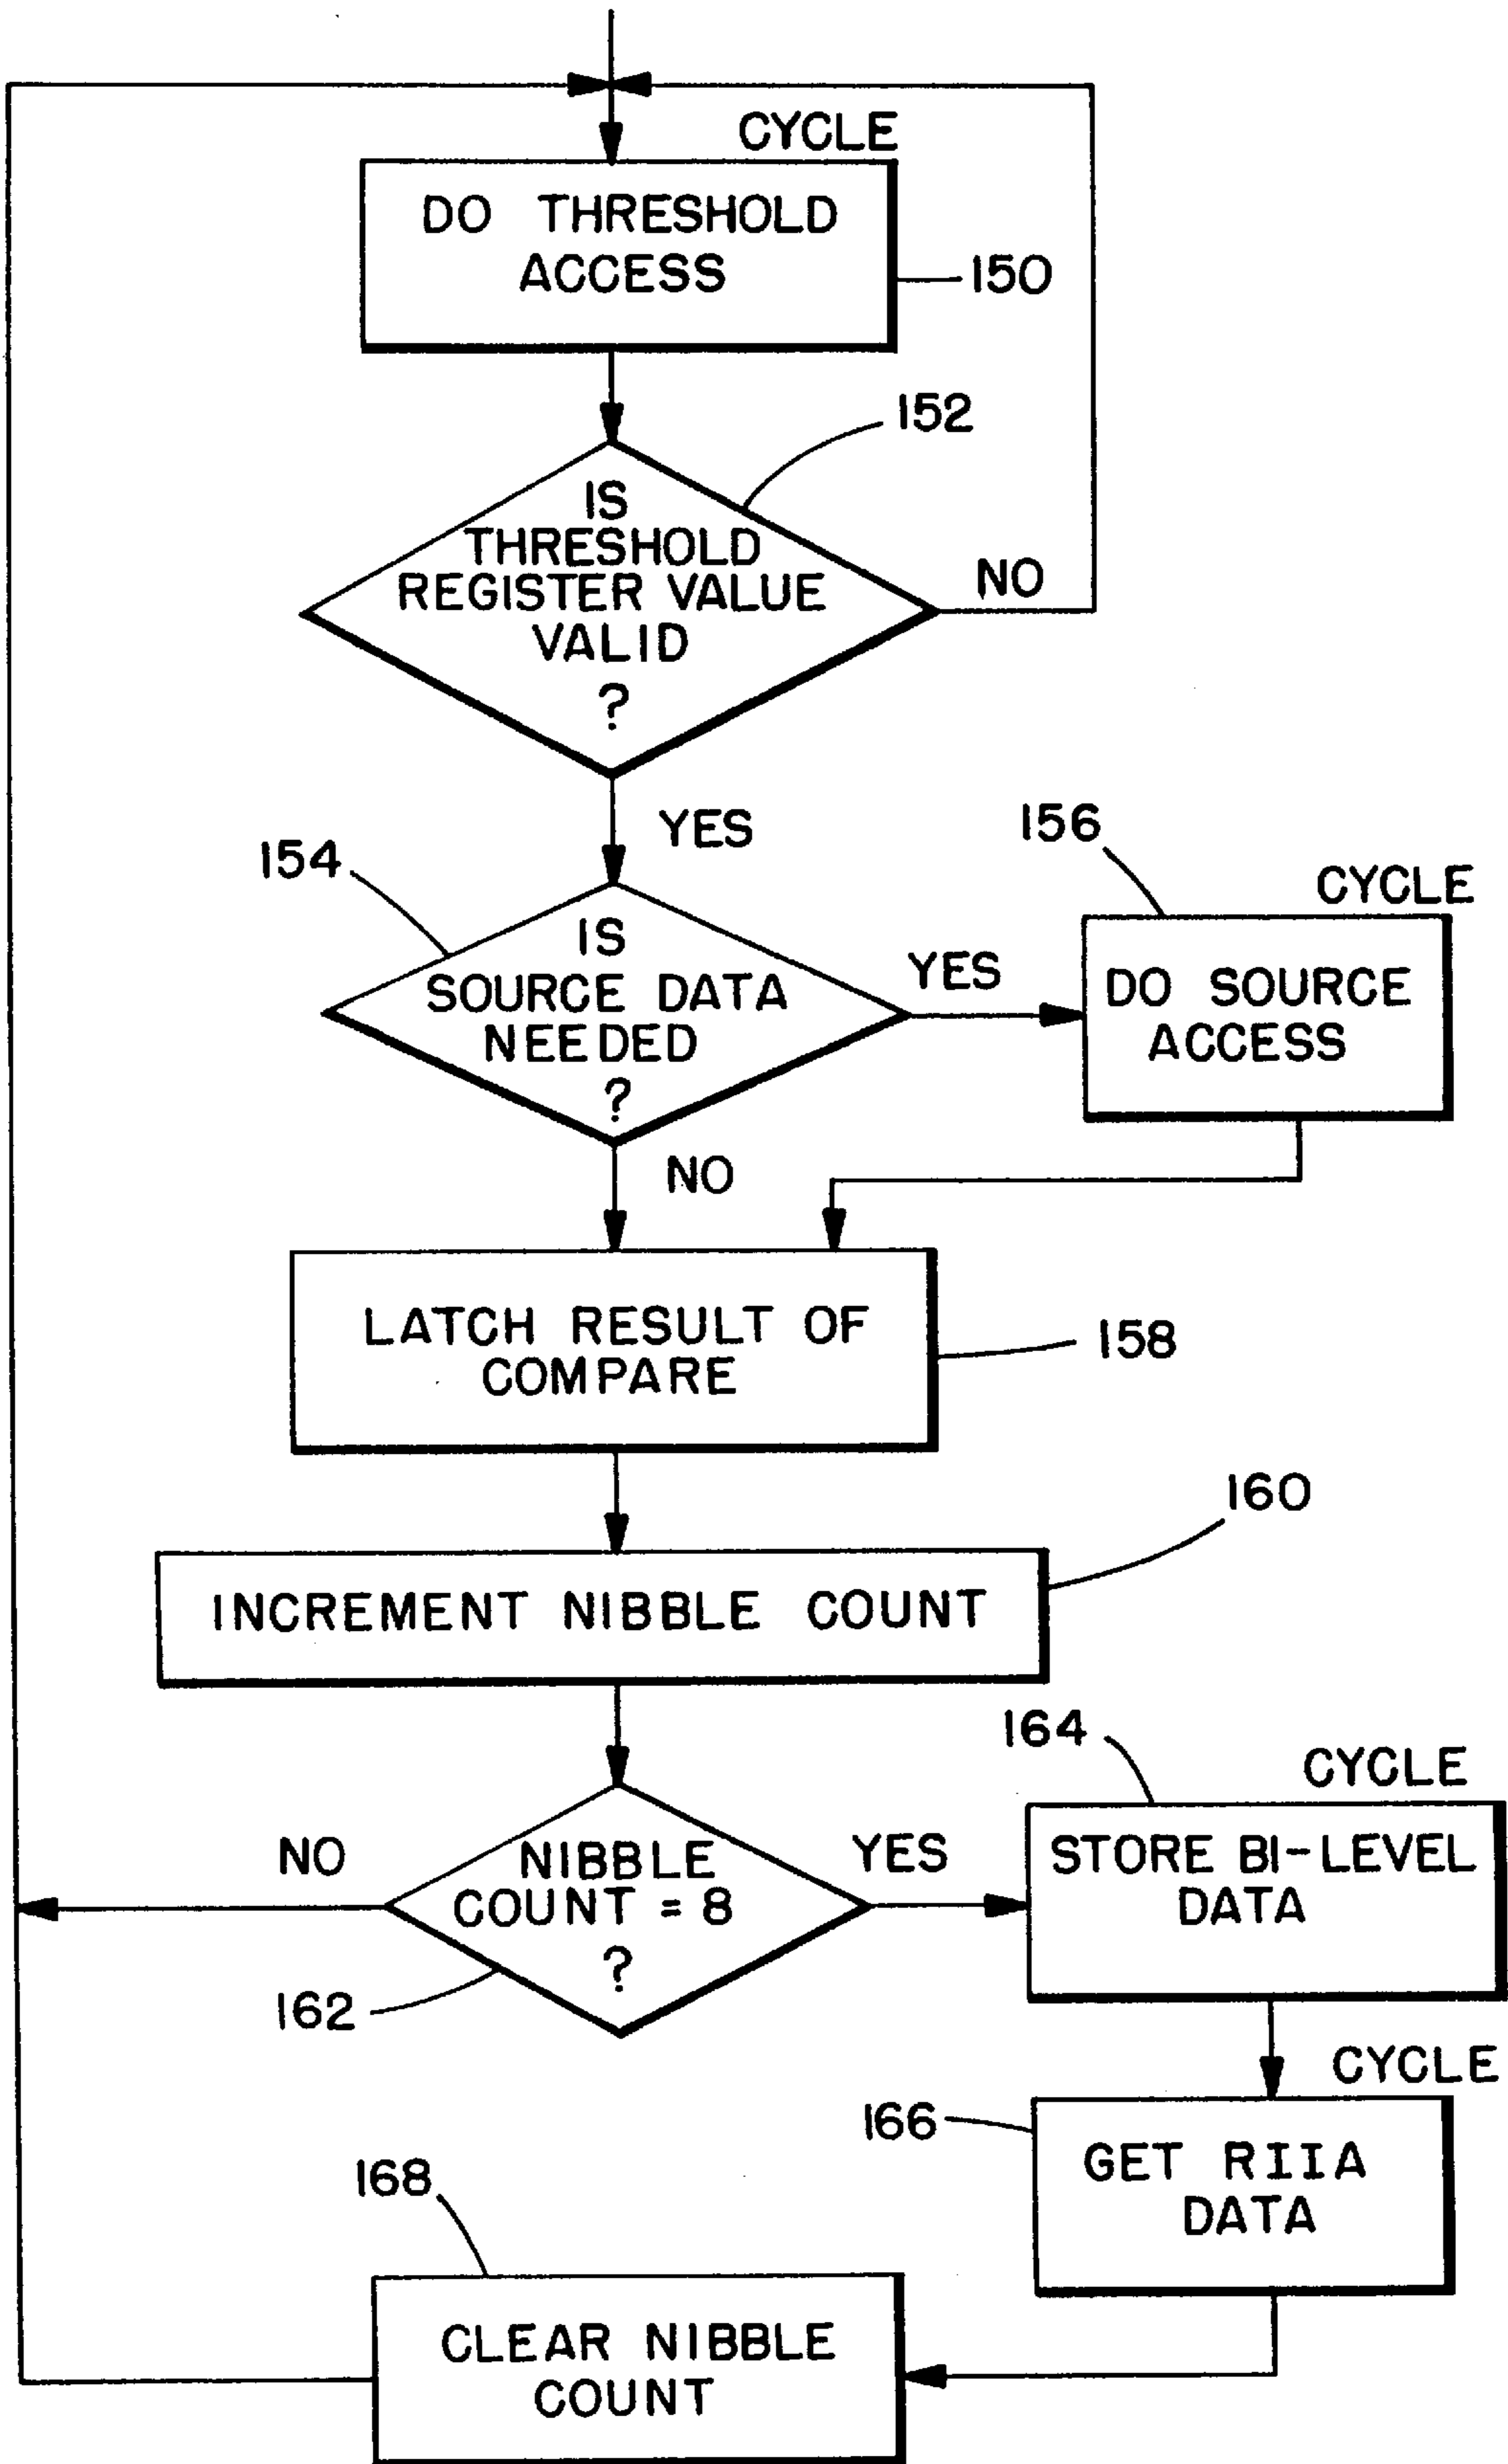 CYCLE
DO THRESHOLD
ACCESS
150
152
IS
THRESHOLD
REGISTER VALUE
VALID
?
NO
YES
154
IS
SOURCE DATA
NEEDED
?
YES
156
CYCLE
DO SOURCE
ACCESS
NO
LATCH RESULT OF
COMPARE
158
160
INCREMENT NIBBLE COUNT
NO
NIBBLE
COUNT = 8
?
162
YES
164
CYCLE
STORE BI-LEVEL
DATA
CYCLE
166
GET RIIA
DATA
168
CLEAR NIBBLE
COUNT